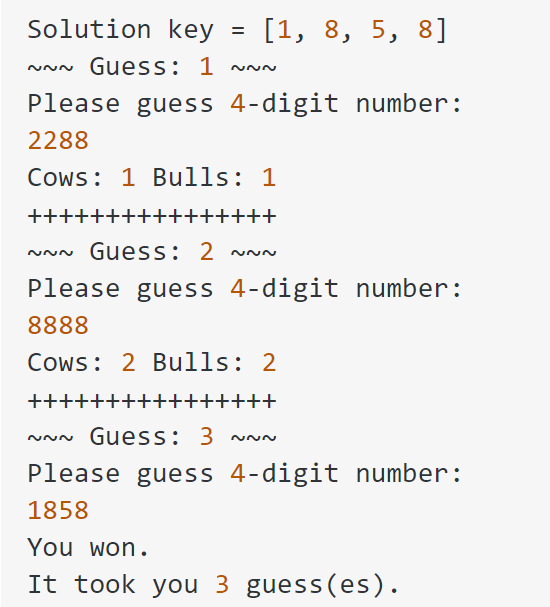 Solution key = [1, 8, 5, 8]
~~~ Guess: 1 ~~~
Please guess 4-digit number:
2288
Cows: 1 Bulls: 1
++++++++++++++++
~~~ Guess: 2 ~~~
Please guess 4-digit number:
8888
Cows: 2 Bulls: 2
++++++++++++++++
~~~ Guess: 3 ~~~
Please guess 4-digit number:
1858
You won.
It took you 3 guess(es).